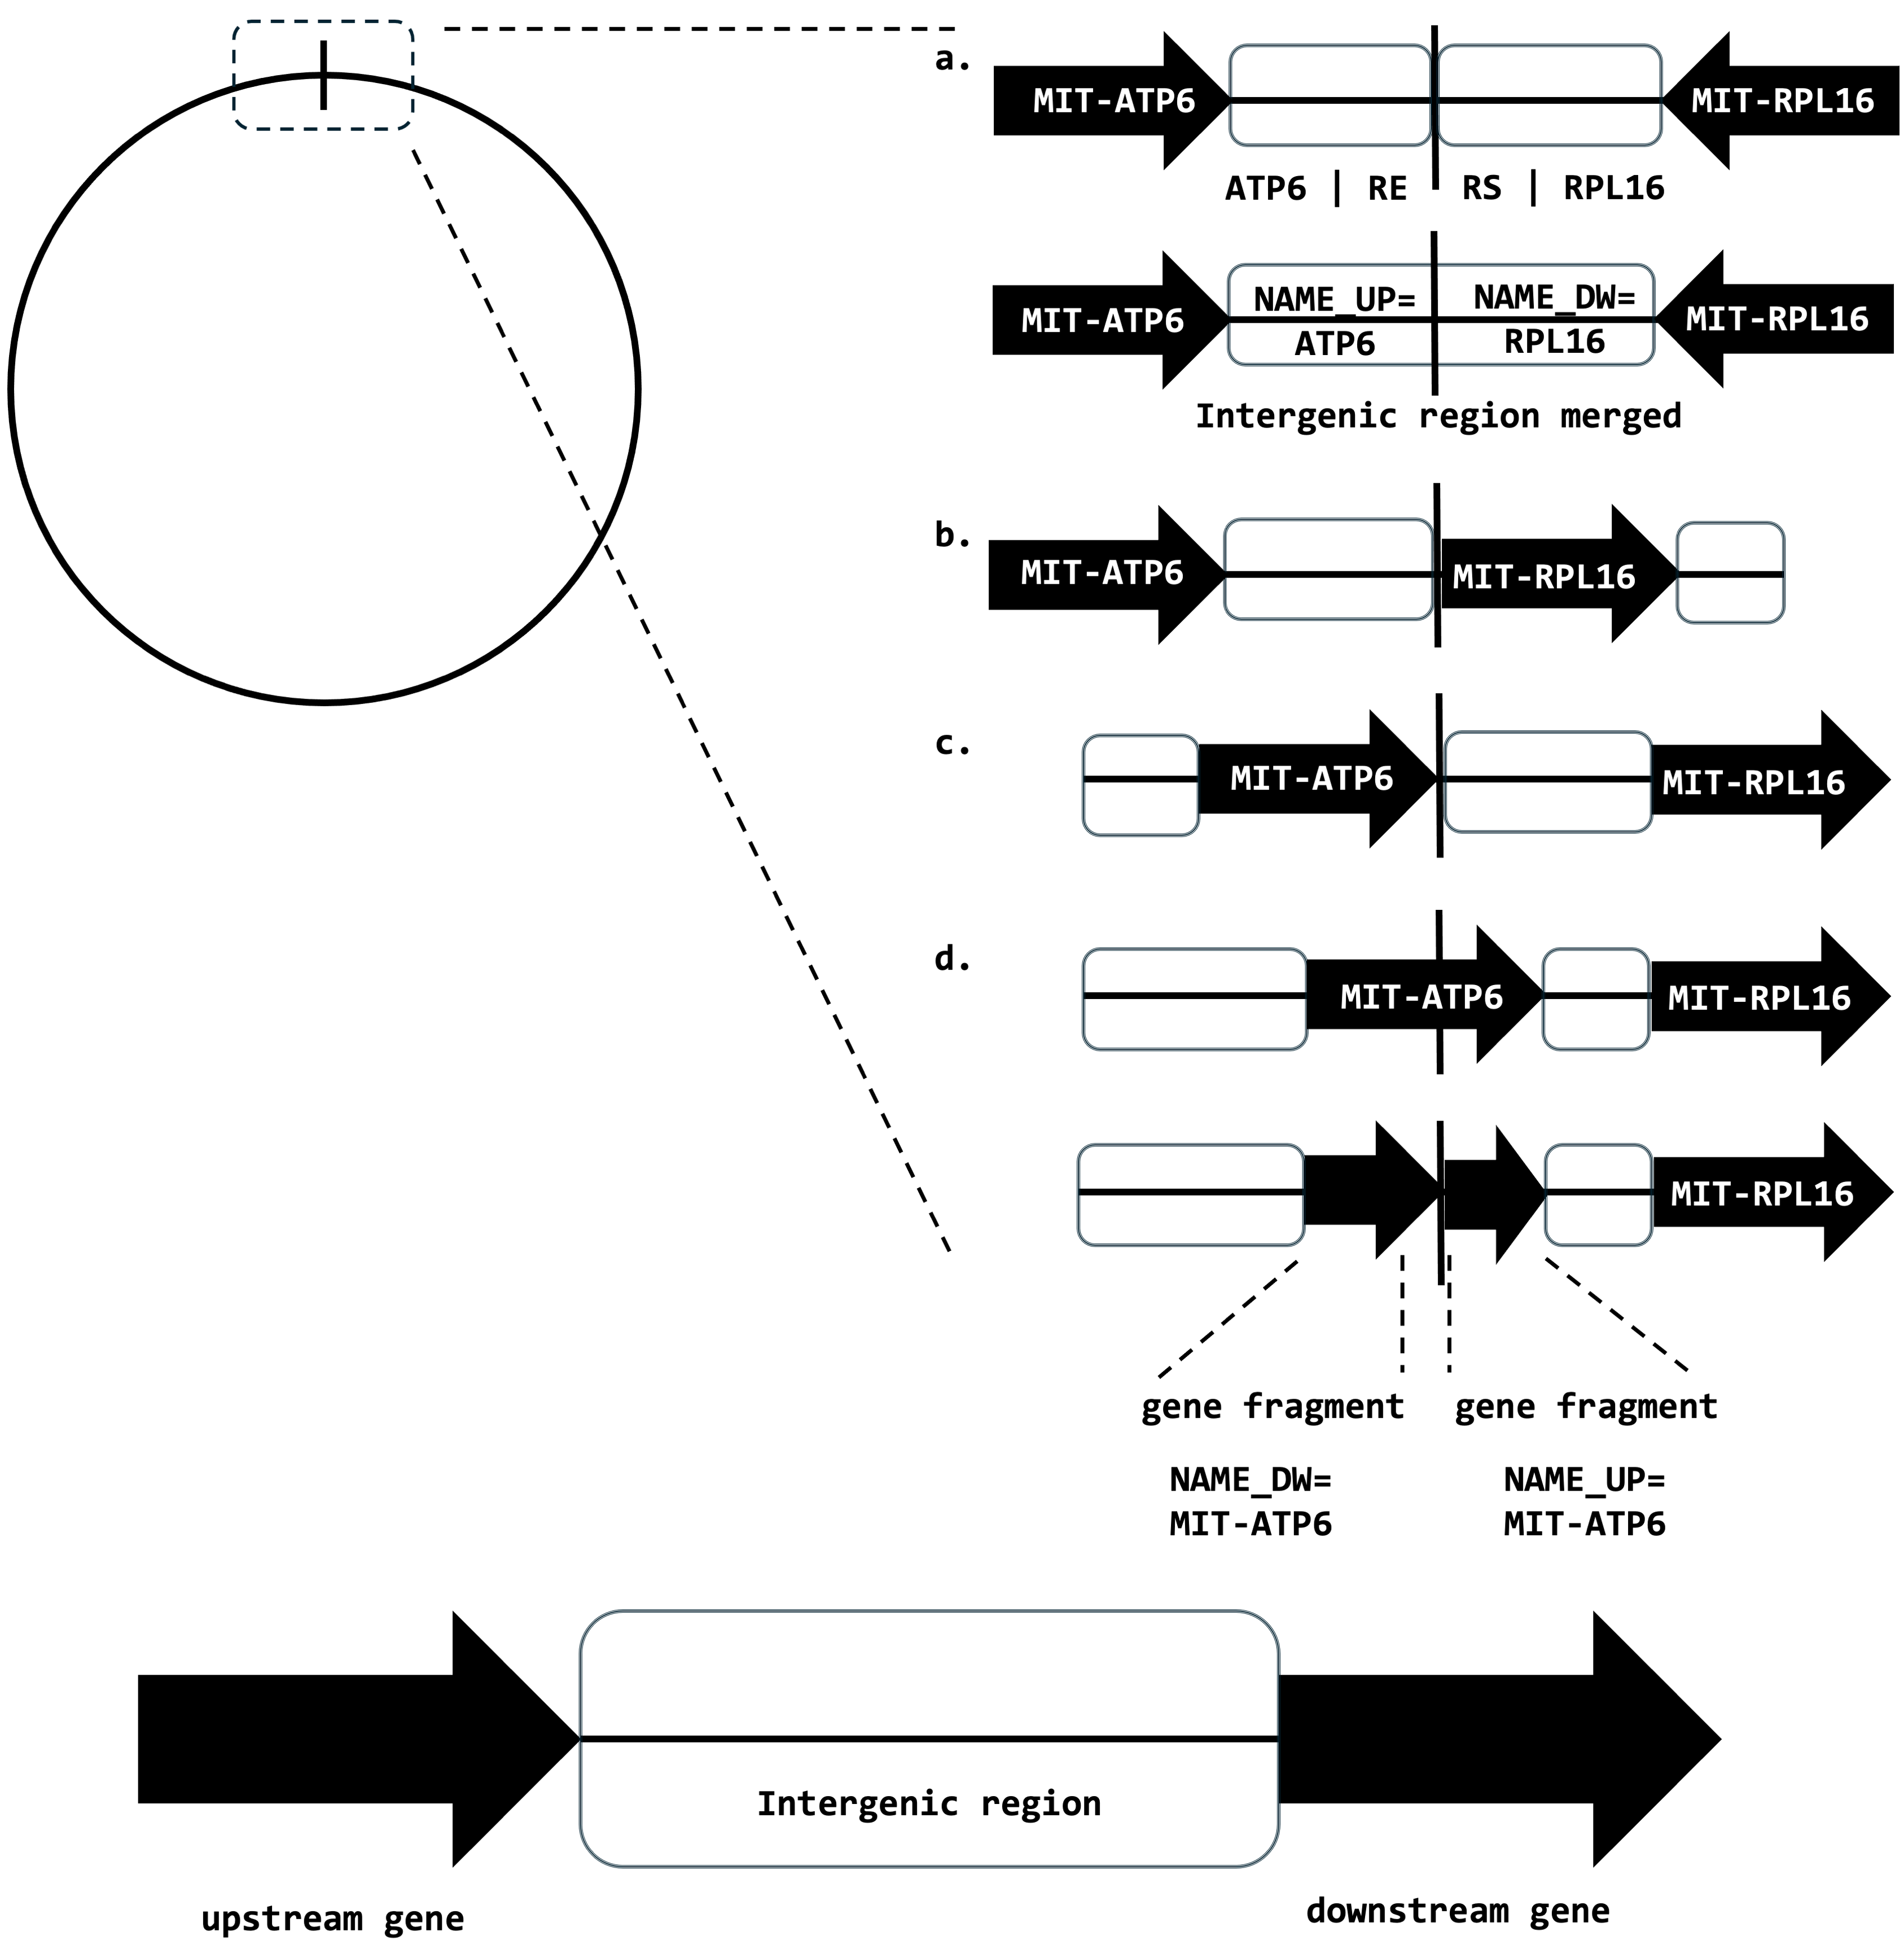 a.
MIT-ATP6
MIT-RPL16
ATP6 | RE
RS | RPL16
MIT-ATP6
NAME_UP=
ATP6
NAME_DW=
RPL16
MIT-RPL16
Intergenic region merged
b.
MIT-ATP6
MIT-RPL16
c.
MIT-ATP6
MIT-RPL16
d.
MIT-ATP6
MIT-RPL16
MIT-RPL16
gene fragment
gene fragment
NAME_DW=
MIT-ATP6
NAME_UP=
MIT-ATP6
Intergenic region
upstream gene
downstream gene